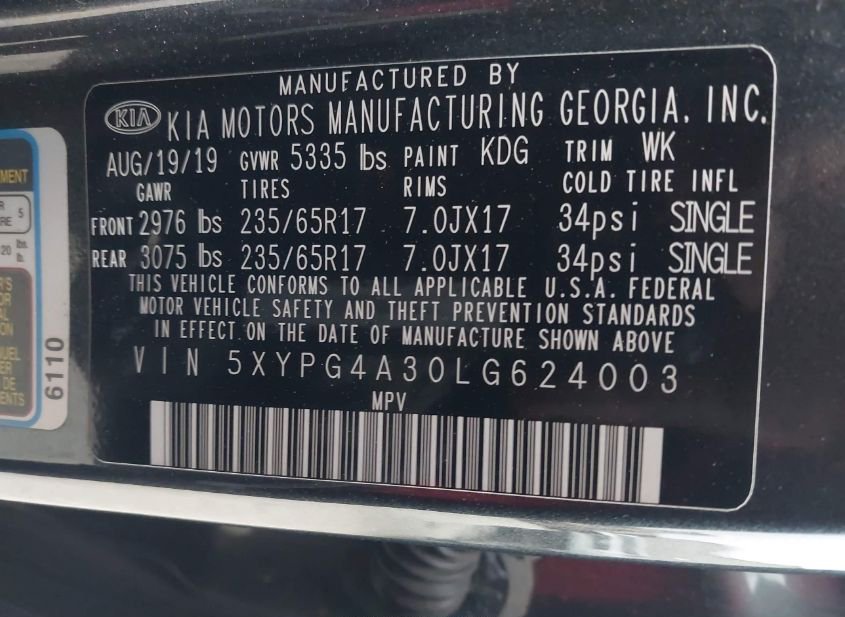 MANUFACTURED BY
KIA KIA MOTORS MANUFACTURING GEORGIA, INC.
AUG/19/19 GVWR 5335 lbs PAINT KDG TRIM WK
GAWR TIRES RIMS COLD TIRE INFL
FRONT 2976 lbs 235/65R17 7.0JX17 34psi SINGLE
REAR 3075 lbs 235/65R17 7.0JX17 34psi SINGLE
THIS VEHICLE CONFORMS TO ALL APPLICABLE U.S.A. FEDERAL
MOTOR VEHICLE SAFETY AND THEFT PREVENTION STANDARDS
IN EFFECT ON THE DATE OF MANUFACTURE SHOWN ABOVE
VIN 5XYPG4A30LG624003
MPV
5
lbs.
6110